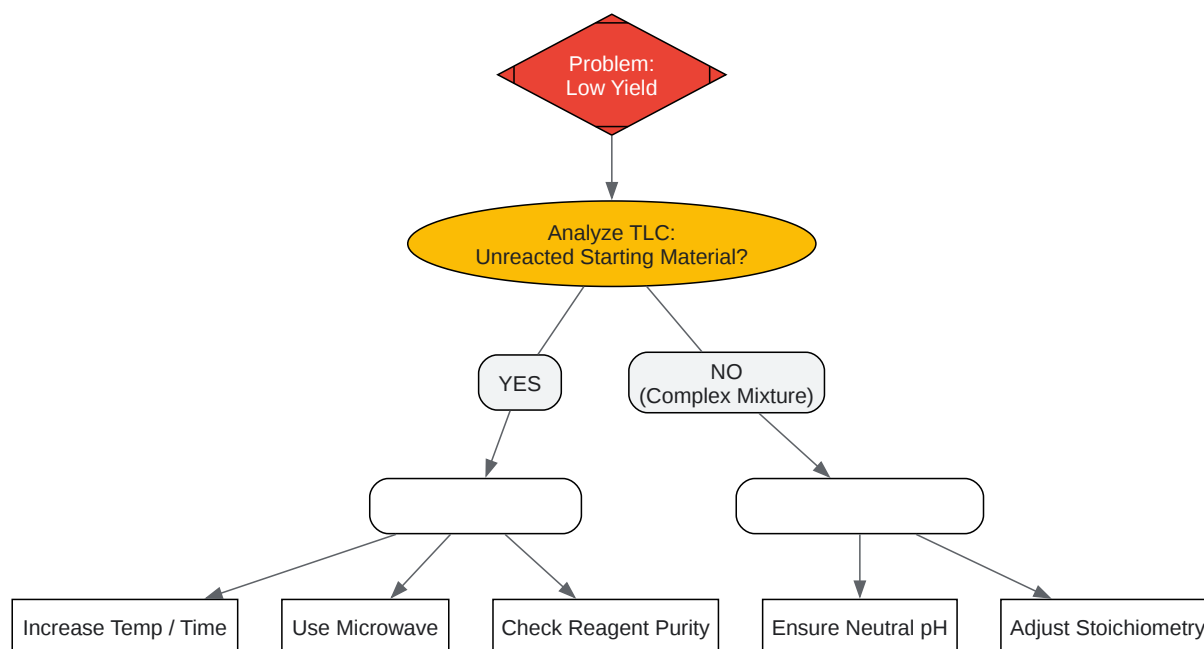 Problem:
Low Yield
Analyze TLC:
Unreacted Starting Material?
YES
NO
(Complex Mixture)
Increase Temp / Time
Use Microwave
Check Reagent Purity
Ensure Neutral pH
Adjust Stoichiometry